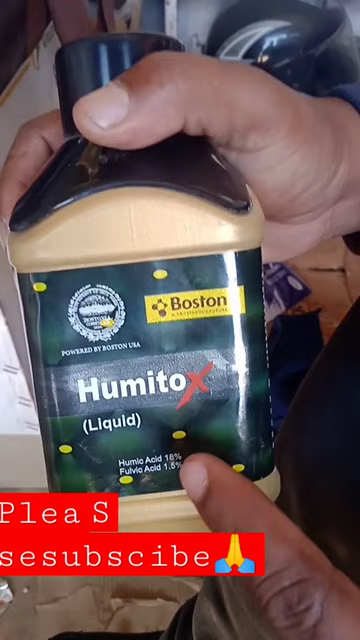 Boston
POWERED BY BOSTON USA
HumitoX
(Liquid)
Humic Acid 18%
Fulvic Acid 1.5%
Plea S
sesubscibe🙏